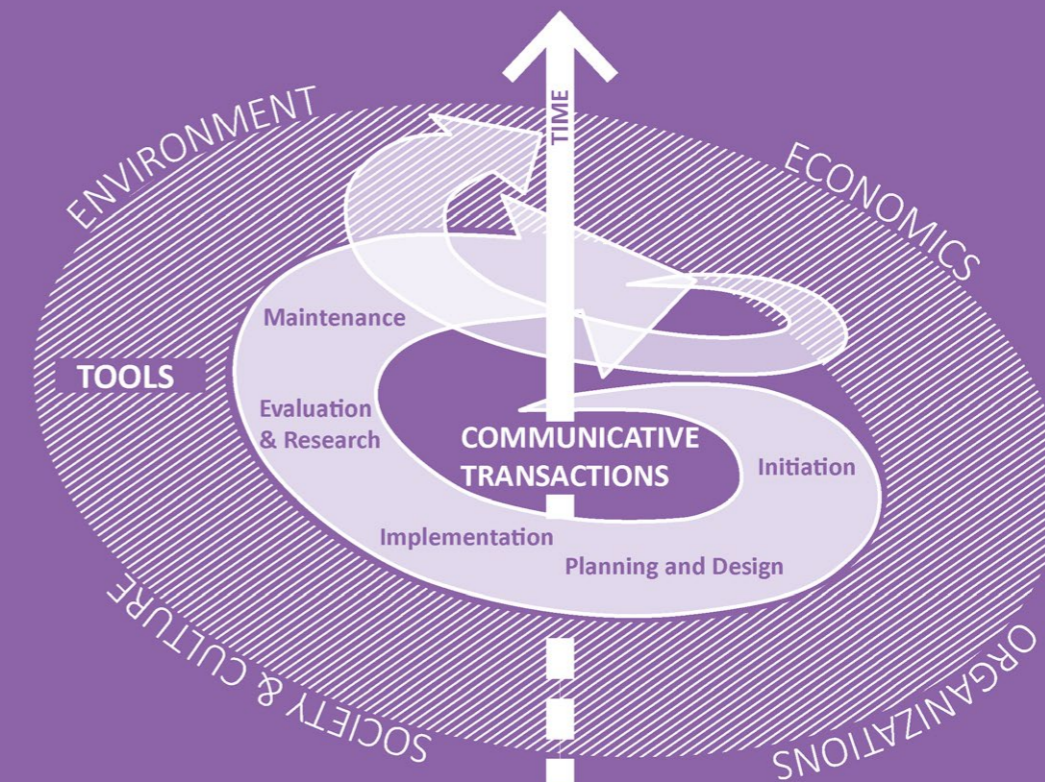 TIME
ENVIRONMENT
ECONOMICS
Maintenance
TOOLS
Evaluation
& Research
COMMUNICATIVE
TRANSACTIONS
Initiation
Implementation
Planning and Design
SOCIETY & CULTURE
ORGANIZATIONS